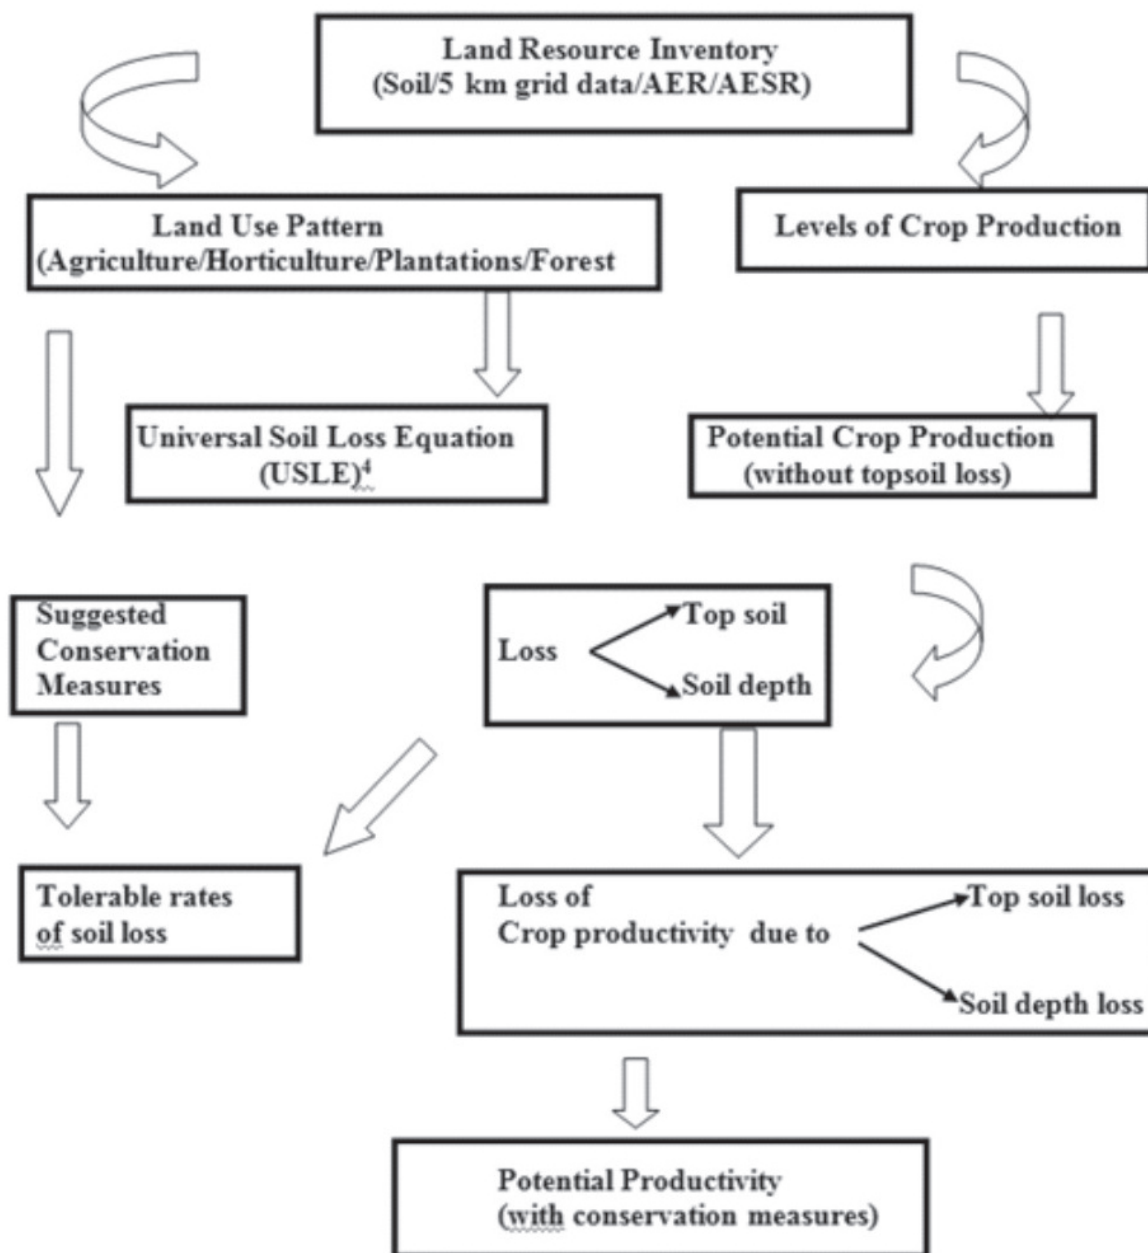 Land Resource Inventory
(Soil/5 km grid data/AER/AESR)
Land Use Pattern
(Agriculture/Horticulture/Plantations/Forest
Levels of Crop Production
Universal Soil Loss Equation
(USLE)⁴
Potential Crop Production
(without topsoil loss)
Suggested
Conservation
Measures
Top soil
Loss
Soil depth
Tolerable rates
of soil loss
Loss of
Crop productivity due to
Top soil loss
Soil depth loss
Potential Productivity
(with conservation measures)